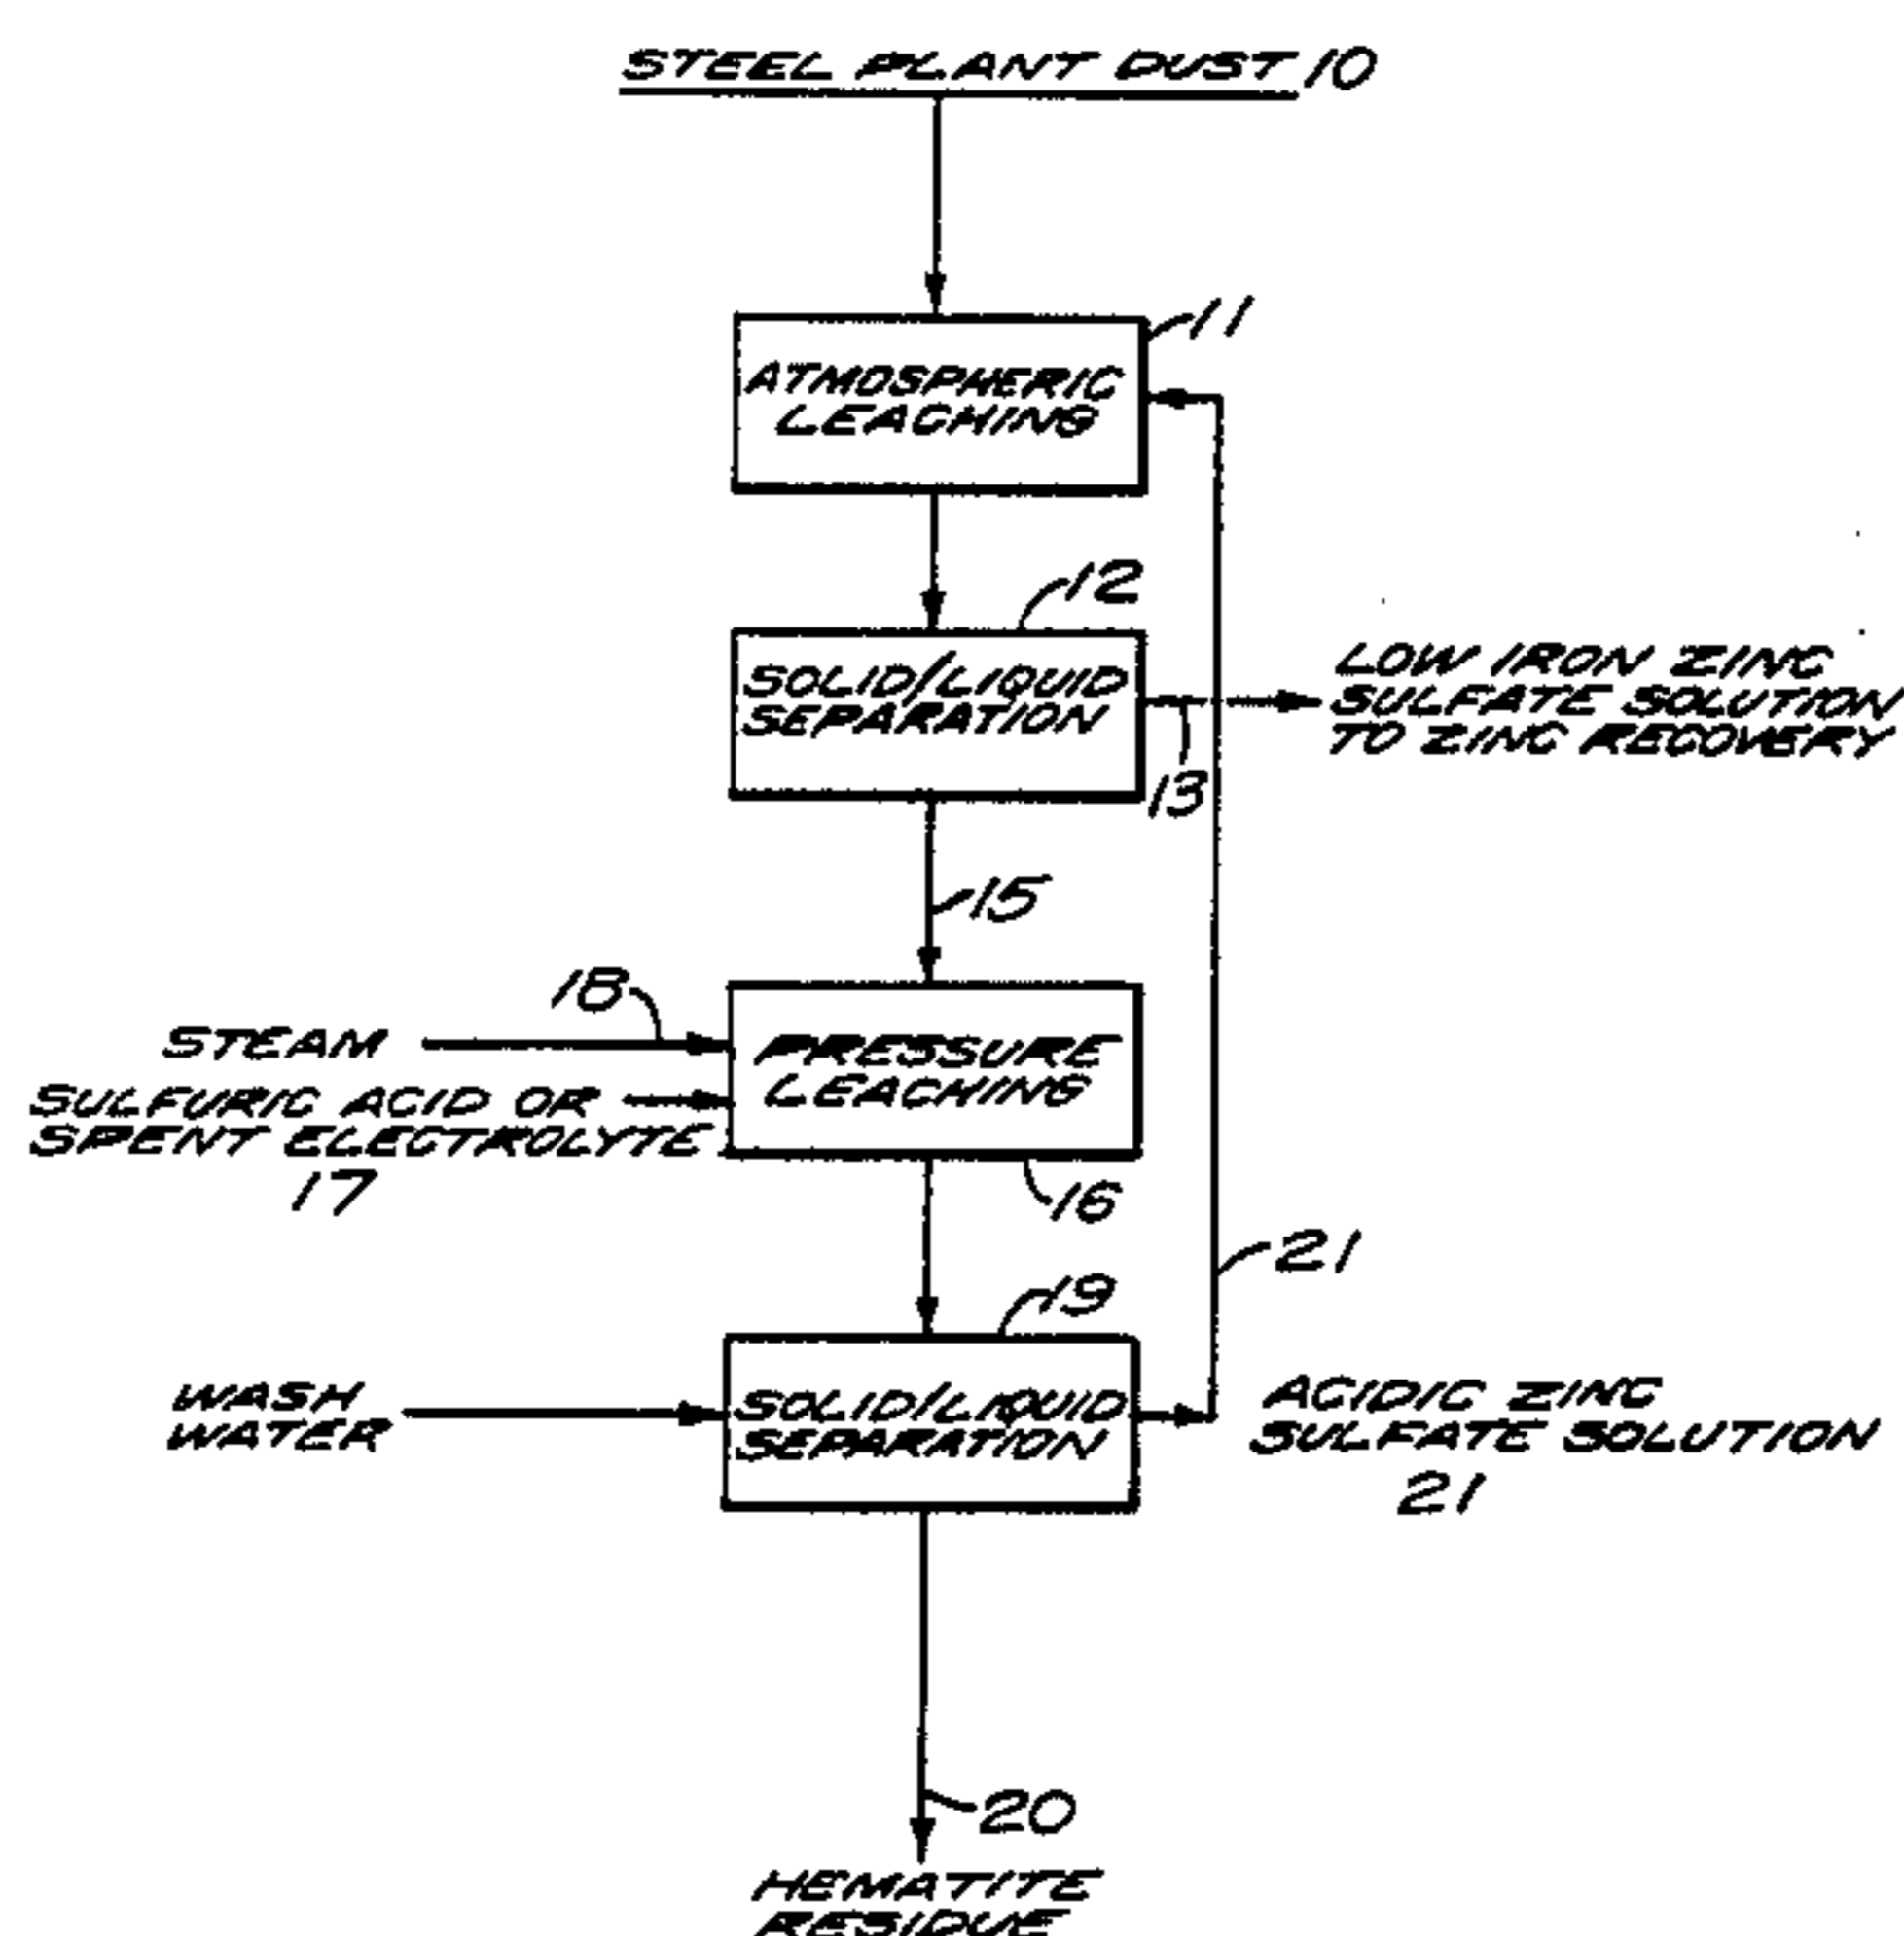 STEEL PLANT DUST 10
11
ATMOSPHERIC
LEACHING
12
SOLID/LIQUID
SEPARATION
LOW IRON ZINC
SULFATE SOLUTION
TO ZINC RECOVERY
13
15
18
STEAM
PRESSURE
LEACHING
SULFURIC ACID OR
SPENT ELECTROLYTE
17
16
21
19
WASH
WATER
SOLID/LIQUID
SEPARATION
ACIDIC ZINC
SULFATE SOLUTION
21
20
HEMATITE
RESIDUE